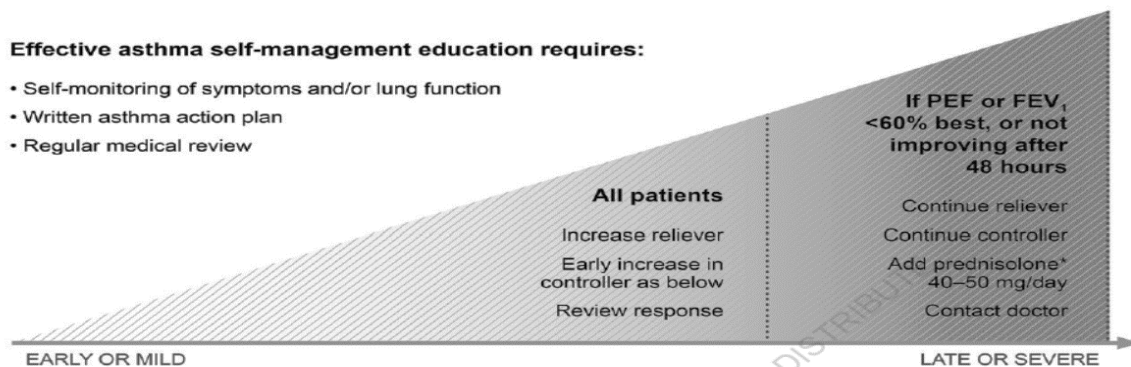 Effective asthma self-management education requires:
• Self-monitoring of symptoms and/or lung function
• Written asthma action plan
• Regular medical review
All patients
Increase reliever
Early increase in
controller as below
Review response
If PEF or FEV₁
<60% best, or not
improving after
48 hours
Continue reliever
Continue controller
Add prednisolone*
40–50 mg/day
Contact doctor
EARLY OR MILD
LATE OR SEVERE